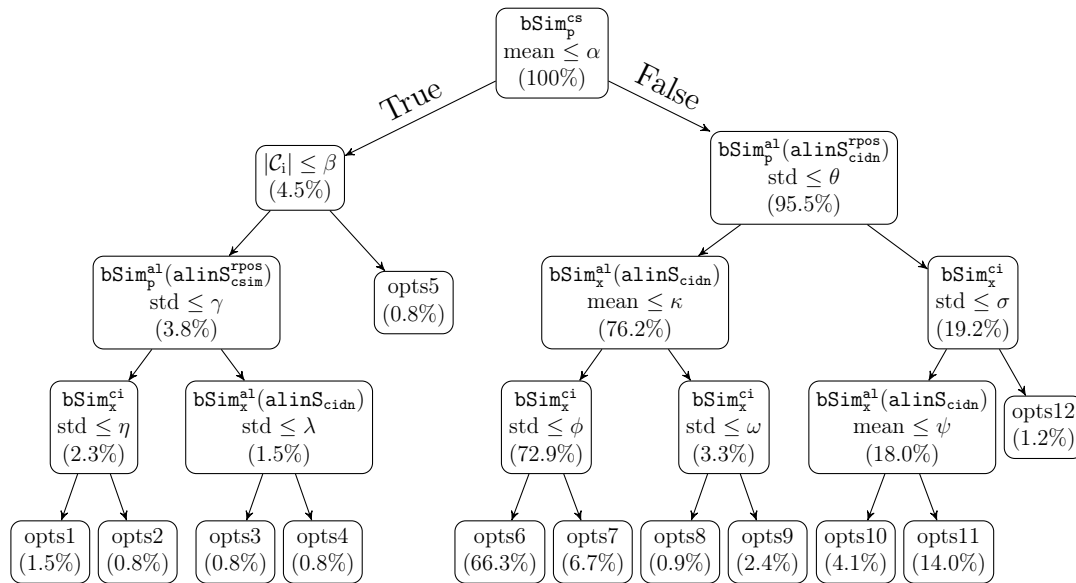 bSim_p^cs
mean ≤ α
(100%)
True
False
|𝒞_i| ≤ β
(4.5%)
bSim_p^al(alinS_cidn^rpos)
std ≤ θ
(95.5%)
bSim_p^al(alinS_csim^rpos)
std ≤ γ
(3.8%)
opts5
(0.8%)
bSim_x^al(alinS_cidn)
mean ≤ κ
(76.2%)
bSim_x^ci
std ≤ σ
(19.2%)
bSim_x^ci
std ≤ η
(2.3%)
bSim_x^al(alinS_cidn)
std ≤ λ
(1.5%)
bSim_x^ci
std ≤ ϕ
(72.9%)
bSim_x^ci
std ≤ ω
(3.3%)
bSim_x^al(alinS_cidn)
mean ≤ ψ
(18.0%)
opts12
(1.2%)
opts1
(1.5%)
opts2
(0.8%)
opts3
(0.8%)
opts4
(0.8%)
opts6
(66.3%)
opts7
(6.7%)
opts8
(0.9%)
opts9
(2.4%)
opts10
(4.1%)
opts11
(14.0%)